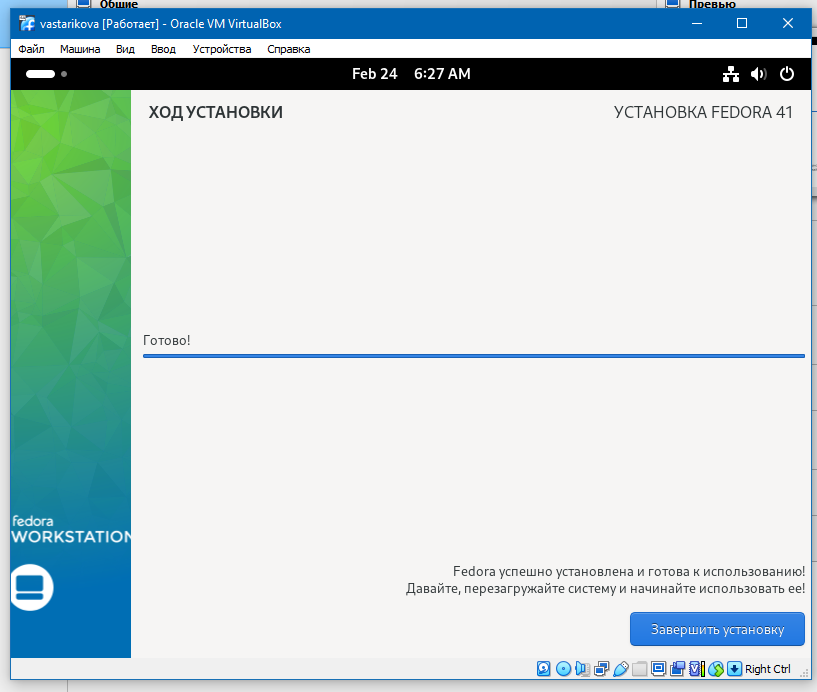 Общие
Превью
vastarikova [Работает] - Oracle VM VirtualBox
Файл Машина Вид Ввод Устройства Справка
Feb 24 6:27 AM
ХОД УСТАНОВКИ
УСТАНОВКА FEDORA 41
Готово!
fedora
WORKSTATION
Fedora успешно установлена и готова к использованию!
Давайте, перезагружайте систему и начинайте использовать ее!
Завершить установку
Right Ctrl